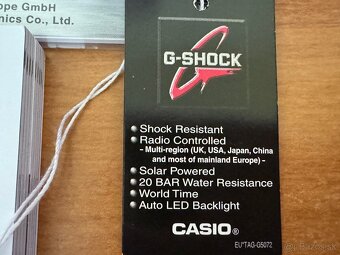 ope GmbH
nics Co., Ltd.
G-SHOCK
• Shock Resistant
• Radio Controlled
- Multi-region (UK, USA, Japan, China
and most of mainland Europe) -
• Solar Powered
• 20 BAR Water Resistance
• World Time
• Auto LED Backlight
CASIO®
EU*TAG-G5072